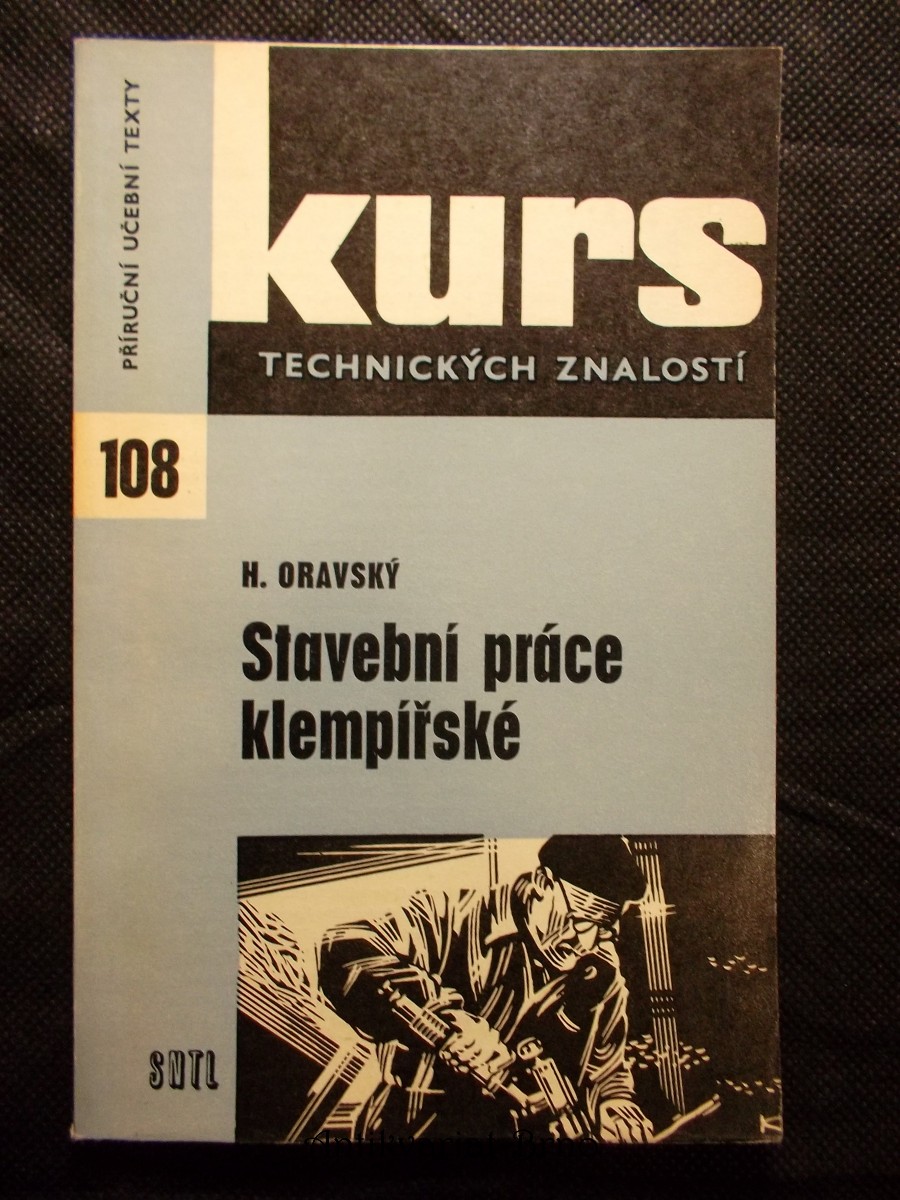 PŘÍRUČNÍ UČEBNÍ TEXTY
kurs
TECHNICKÝCH ZNALOSTÍ
108
H. ORAVSKÝ
Stavební práce
klempířské
SNTL